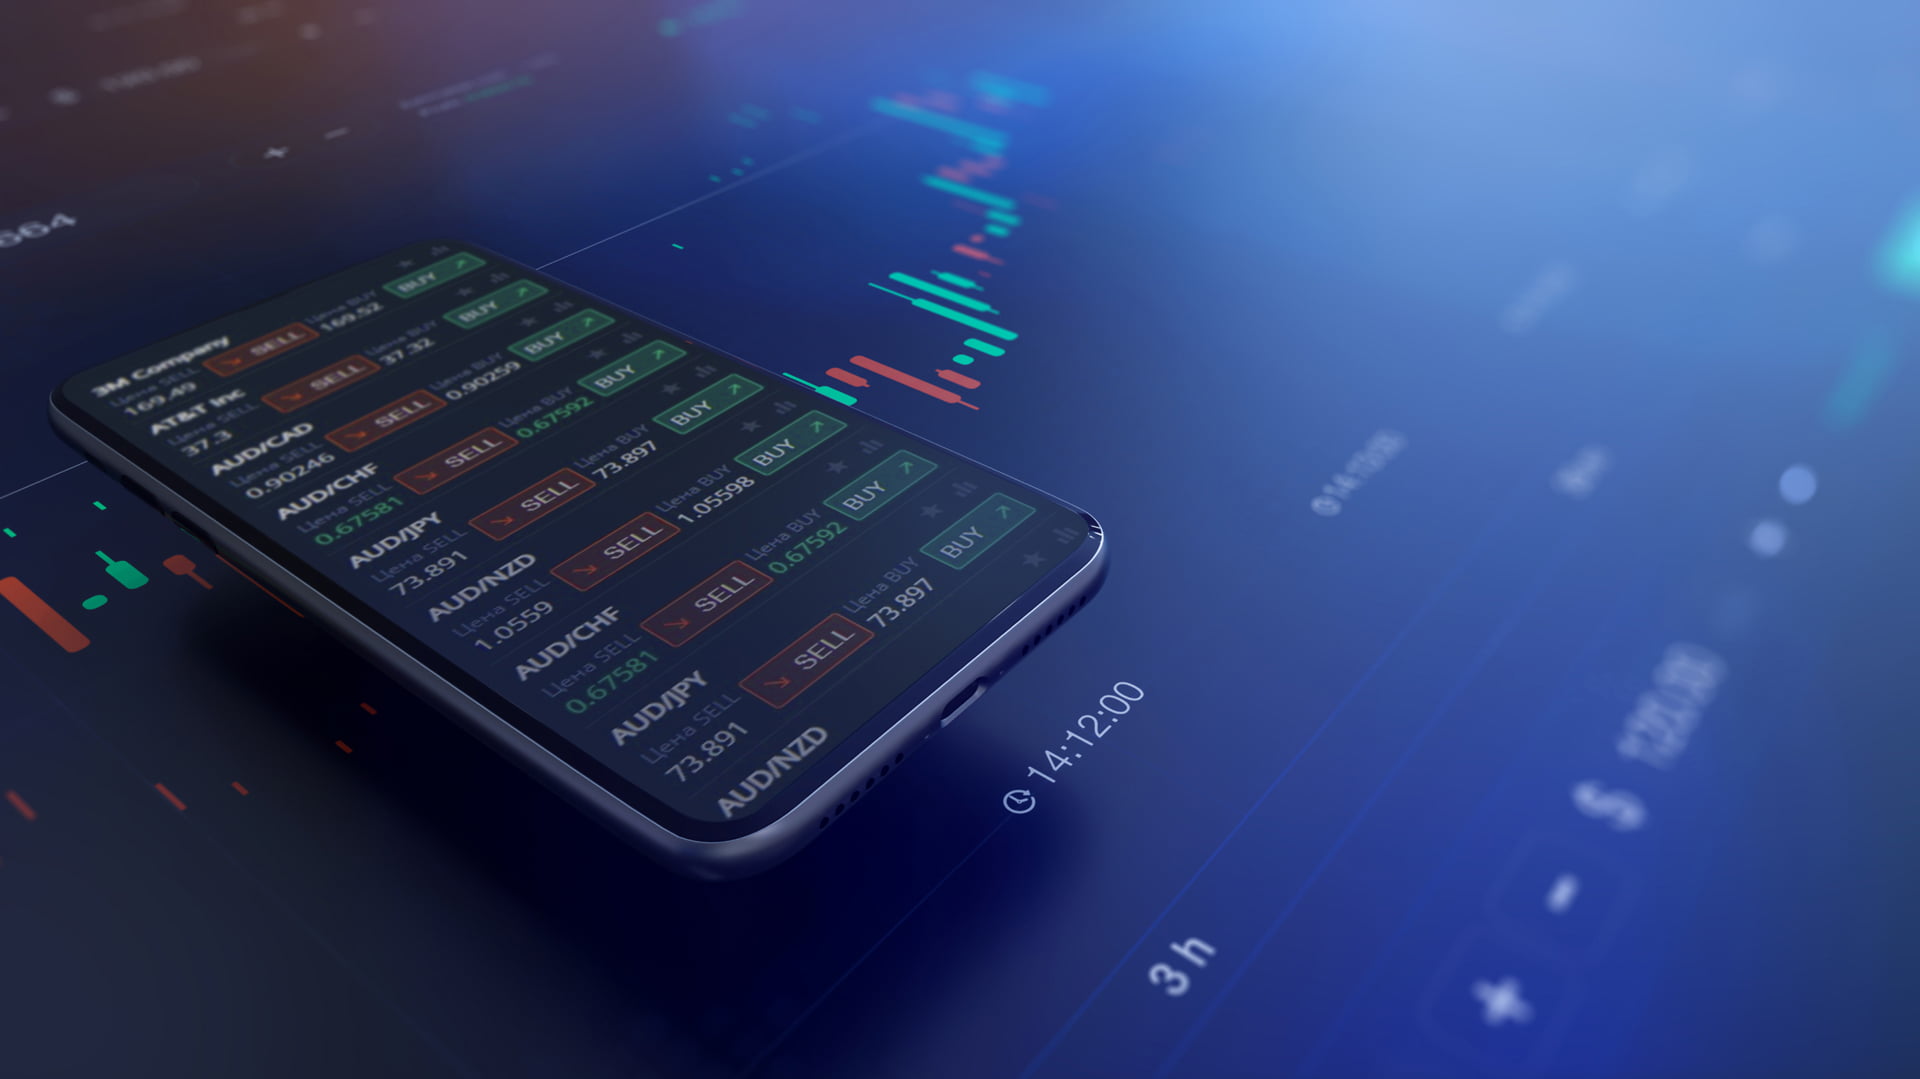 664
3M Company
Цена SELL
169.49
SELL
Цена BUY
169.52
BUY
AT&T Inc
Цена SELL
37.3
SELL
Цена BUY
37.32
BUY
AUD/CAD
Цена SELL
0.90246
SELL
Цена BUY
0.90259
BUY
AUD/CHF
Цена SELL
0.67581
SELL
Цена BUY
0.67592
BUY
AUD/JPY
Цена SELL
73.891
SELL
Цена BUY
73.897
BUY
AUD/NZD
Цена SELL
1.0559
SELL
Цена BUY
1.05598
BUY
AUD/CHF
Цена SELL
0.67581
SELL
Цена BUY
0.67592
BUY
AUD/JPY
Цена SELL
73.891
SELL
Цена BUY
73.897
BUY
AUD/NZD
14:12:00
3 h
$
-
+